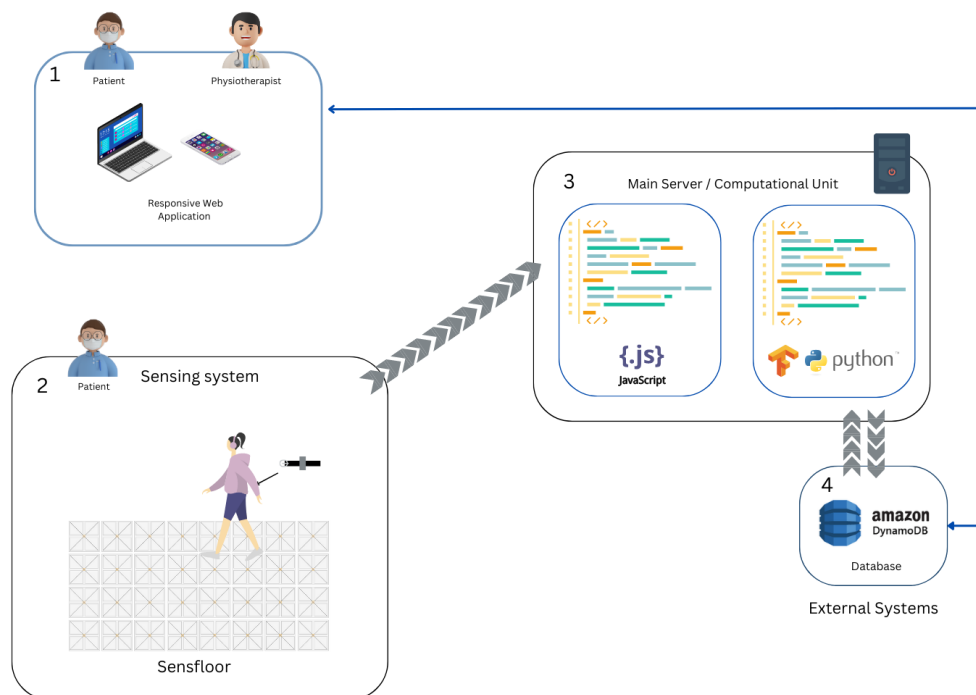 1
Patient
Physiotherapist
Responsive Web
Application
2
Patient
Sensing system
Sensfloor
3
Main Server / Computational Unit
</>
</>
{.js}
JavaScript
</>
</>
python™
4
amazon
DynamoDB
Database
External Systems